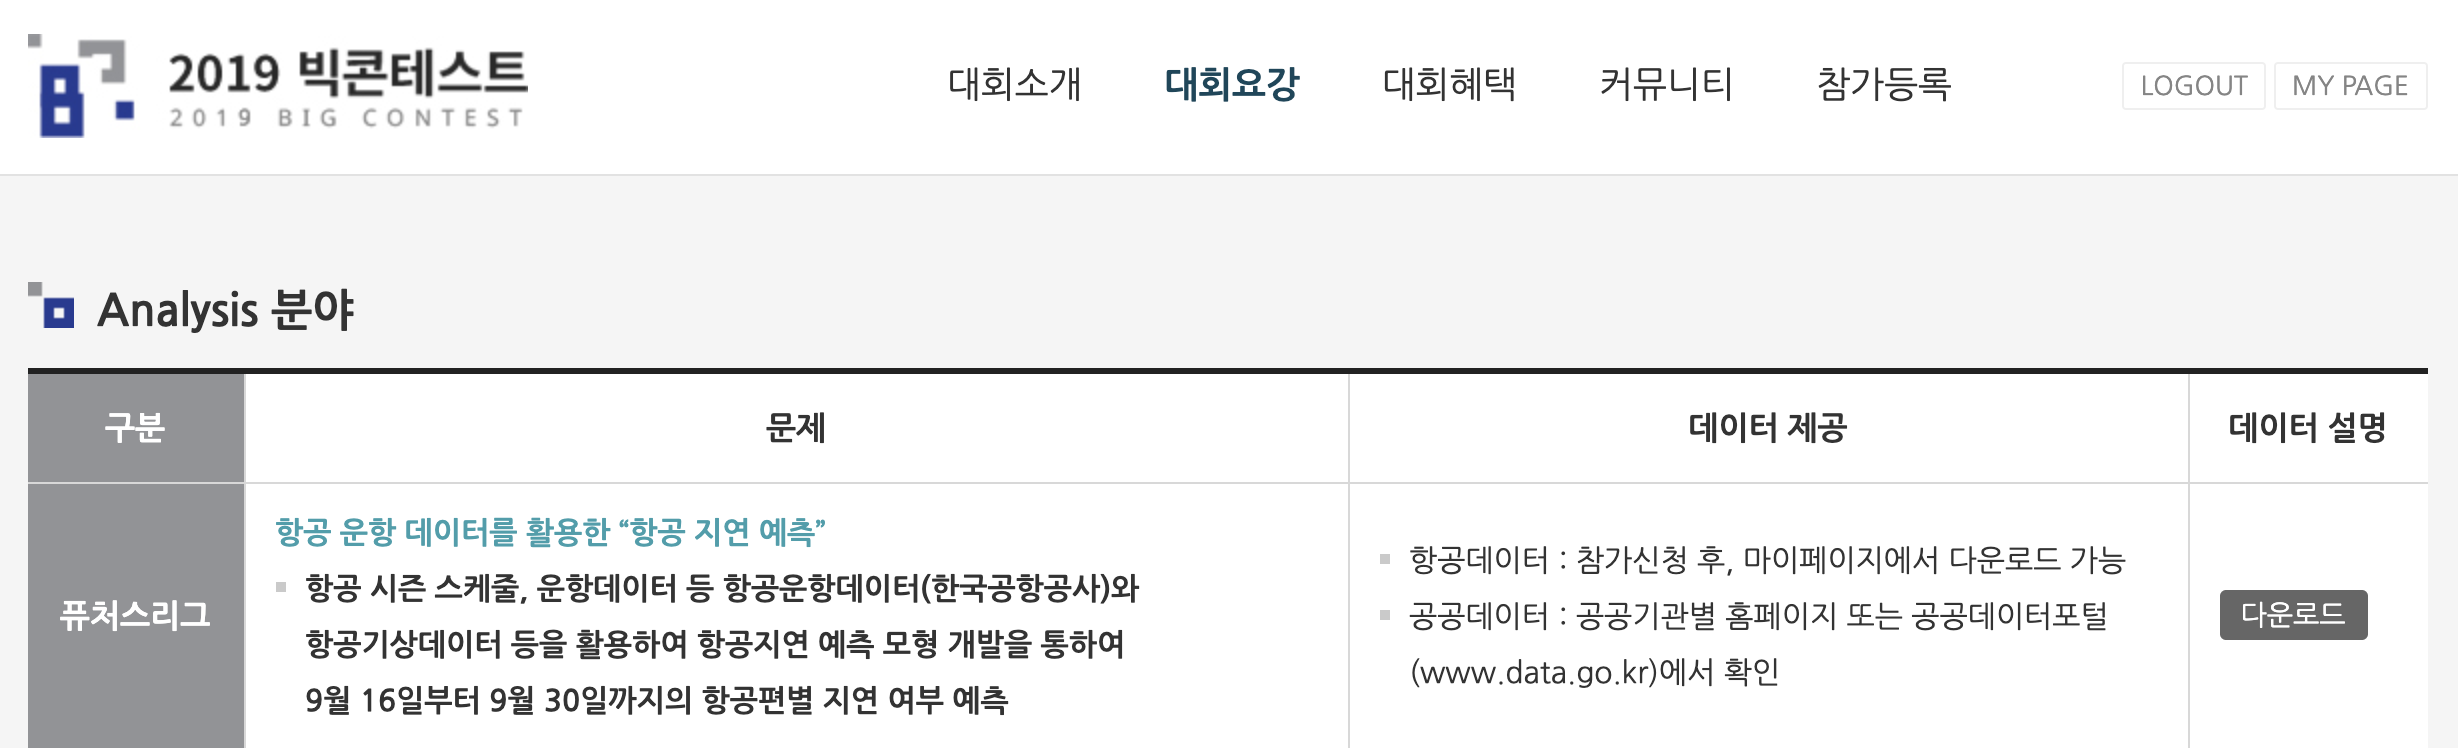 2019 빅콘테스트
2019 BIG CONTEST
대회소개 대회요강 대회혜택 커뮤니티 참가등록 LOGOUT MY PAGE
Analysis 분야
구분 문제 데이터 제공 데이터 설명
퓨처스리그
항공 운항 데이터를 활용한 “항공 지연 예측”
항공 시즌 스케줄, 운항데이터 등 항공운항데이터(한국공항공사)와
항공기상데이터 등을 활용하여 항공지연 예측 모형 개발을 통하여
9월 16일부터 9월 30일까지의 항공편별 지연 여부 예측
항공데이터 : 참가신청 후, 마이페이지에서 다운로드 가능
공공데이터 : 공공기관별 홈페이지 또는 공공데이터포털
(www.data.go.kr)에서 확인
다운로드